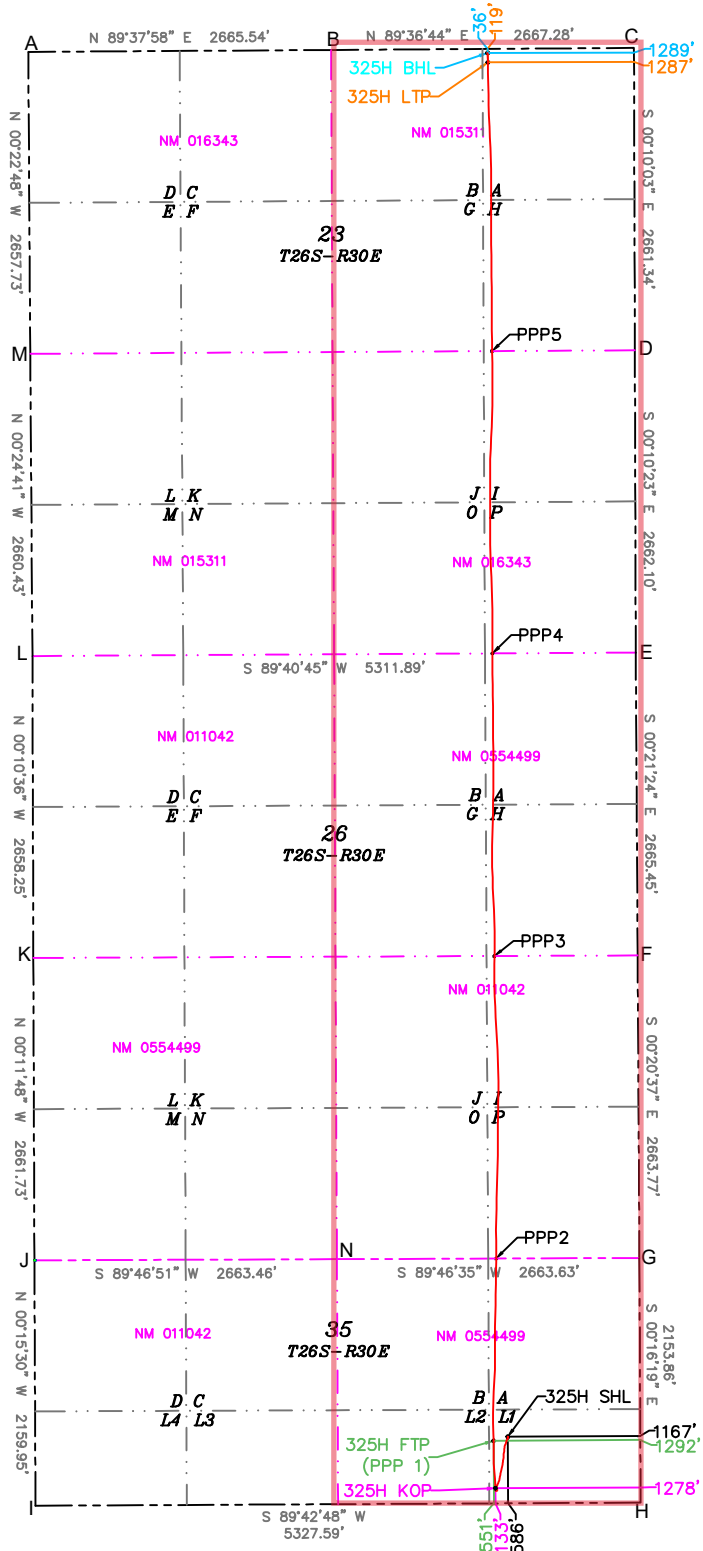 A
N 89°37'58" E 2665.54'
B
N 89°36'44" E 2667.28'
C
36'
119'
1289'
1287'
325H BHL
325H LTP
N 00°22'48" W 2657.73'
S 00°10'03" E 2661.34'
NM 016343
NM 015311
D C
E F
B A
G H
23
T26S-R30E
M
PPP5
D
N 00°24'41" W 2660.43'
S 00°10'23" E 2662.10'
L K
M N
J I
O P
NM 015311
NM 016343
L
PPP4
E
S 89°40'45" W 5311.89'
N 00°10'36" W 2658.25'
S 00°21'24" E 2665.45'
NM 011042
NM 0554499
D C
E F
B A
G H
26
T26S-R30E
K
PPP3
F
NM 011042
N 00°11'48" W 2661.73'
S 00°20'37" E 2663.77'
NM 0554499
L K
M N
J I
O P
PPP2
J
N
G
S 89°46'51" W 2663.46'
S 89°46'35" W 2663.63'
N 00°15'30" W 2159.95'
S 00°16'19" E
2153.86'
NM 011042
35
T26S-R30E
NM 0554499
D C
L4 L3
B A
L2 L1
325H SHL
1167'
1292'
325H FTP
(PPP 1)
325H KOP
1278'
I
H
S 89°42'48" W
5327.59'
551'
133'
586'